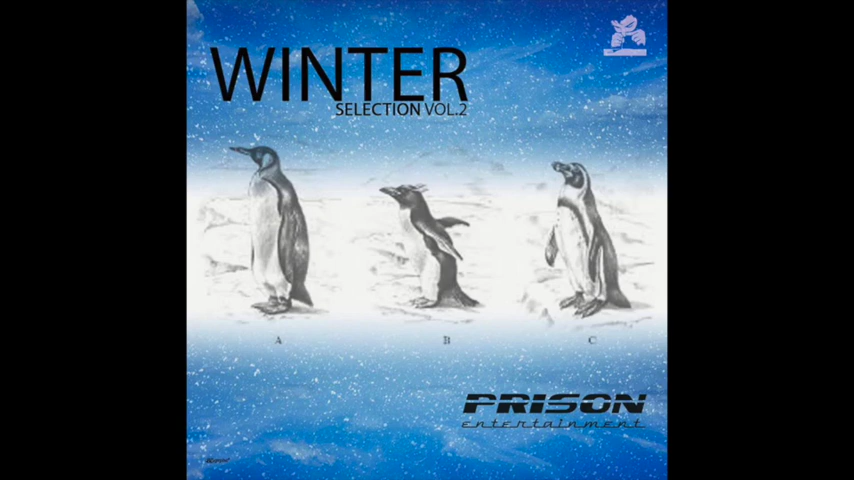 WINTER
SELECTION VOL.2
A B C
PRISON
entertainment